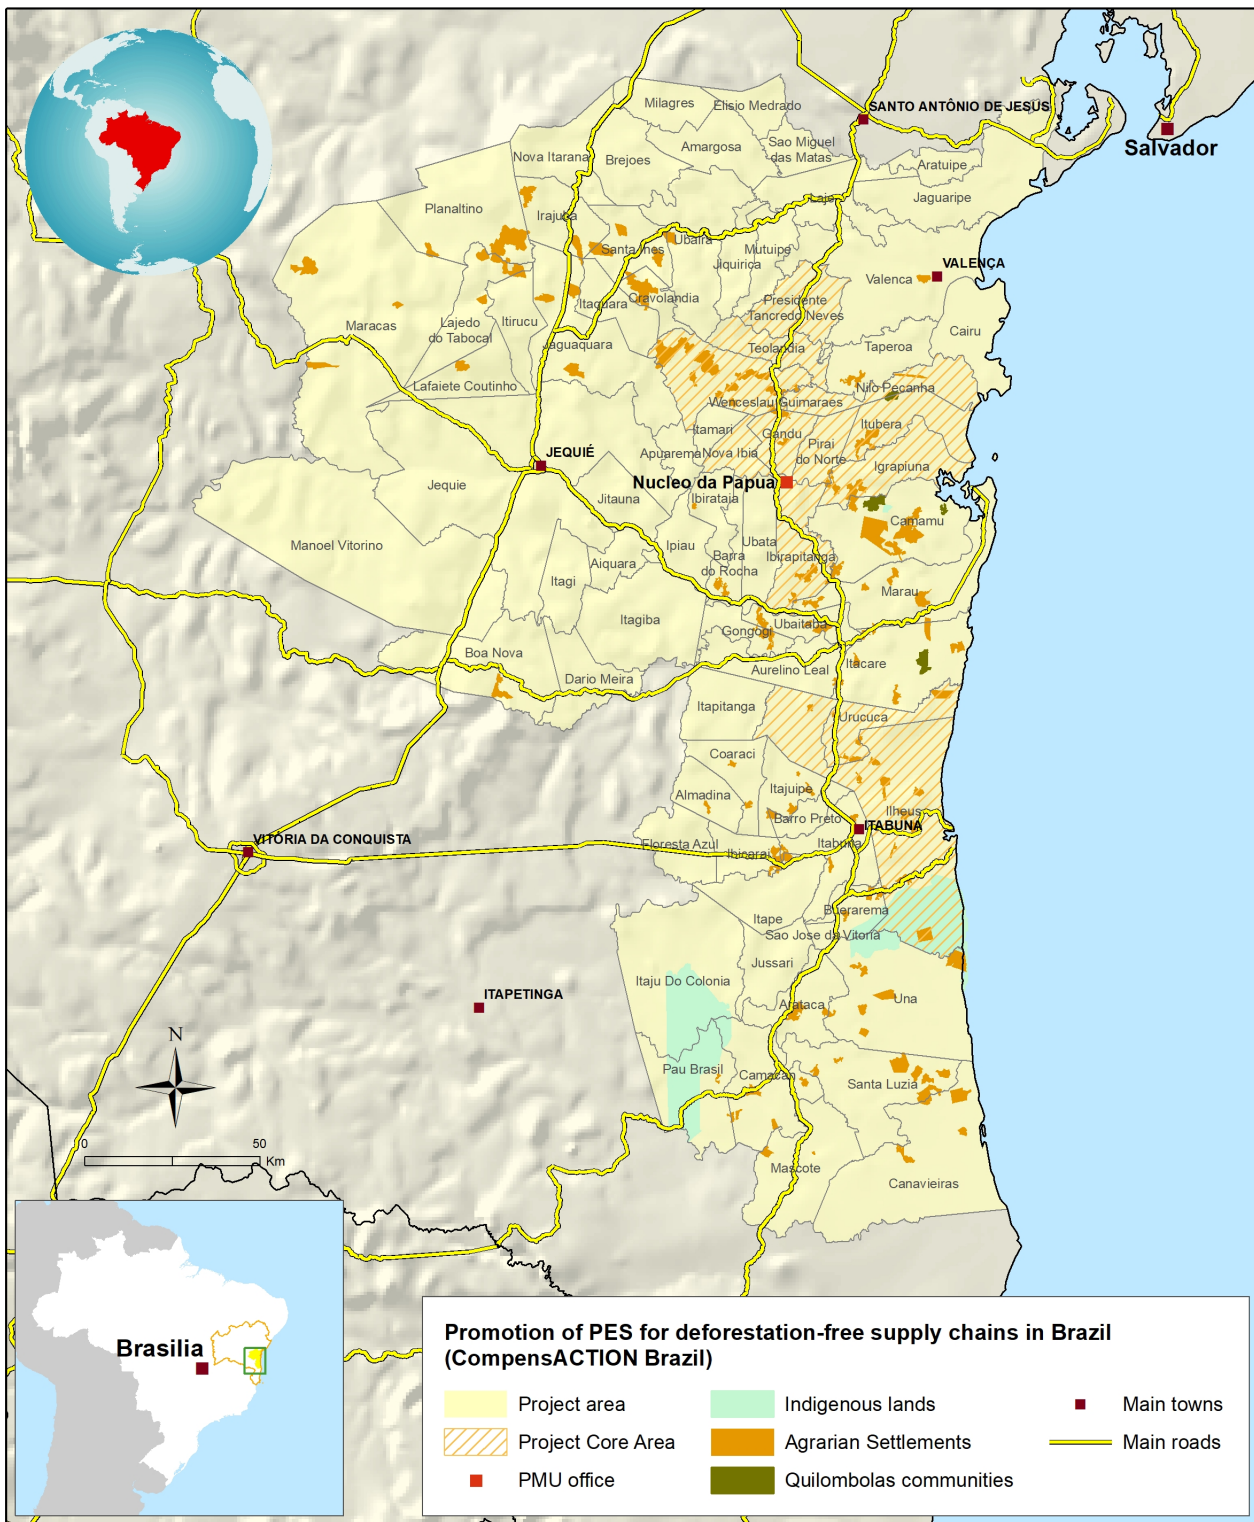 Milagres
Elisio Medrado
SANTO ANTÔNIO DE JESÚS
Salvador
Amargosa
Sao Miguel
das Matas
Nova Itarana
Brejoes
Aratuipe
Laje
Jaguaripe
Planaltino
Irajuba
Santa Ines
Ubaira
Mutuipe
Jiquirica
VALENÇA
Valenca
Itaquara
Cravolandia
Presidente
Tancredo Neves
Maracas
Lajedo
do Tabocal
Itirucu
Cairu
Jaguaquara
Teolandia
Taperoa
Lafaiete Coutinho
Nilo Pecanha
Wenceslau Guimaraes
Itamari
Gandu
Itubera
Pirai
do Norte
Apuarema
Nova Ibia
JEQUIÉ
Igrapiuna
Nucleo da Papua
Jequie
Jitauna
Ibirataia
Camamu
Manoel Vitorino
Ipiau
Ubata
Barra
do Rocha
Ibirapitanga
Aiquara
Itagi
Marau
Itagiba
Gongogi
Ubaitaba
Boa Nova
Itacare
Aurelino Leal
Dario Meira
Itapitanga
Urucuca
Coaraci
Almadina
Itajuipe
Ilheus
Barro Preto
ITABUNA
VITÓRIA DA CONQUISTA
Floresta Azul
Ibicarai
Itabuna
Buerarema
Itape
Sao Jose da Vitoria
Jussari
Itaju Do Colonia
ITAPETINGA
Arataca
Una
N
Pau Brasil
Camacan
Santa Luzia
0 50
Km
Mascote
Canavieiras
Brasilia
Promotion of PES for deforestation-free supply chains in Brazil
(CompensACTION Brazil)
Project area
Indigenous lands
Main towns
Project Core Area
Agrarian Settlements
Main roads
PMU office
Quilombolas communities